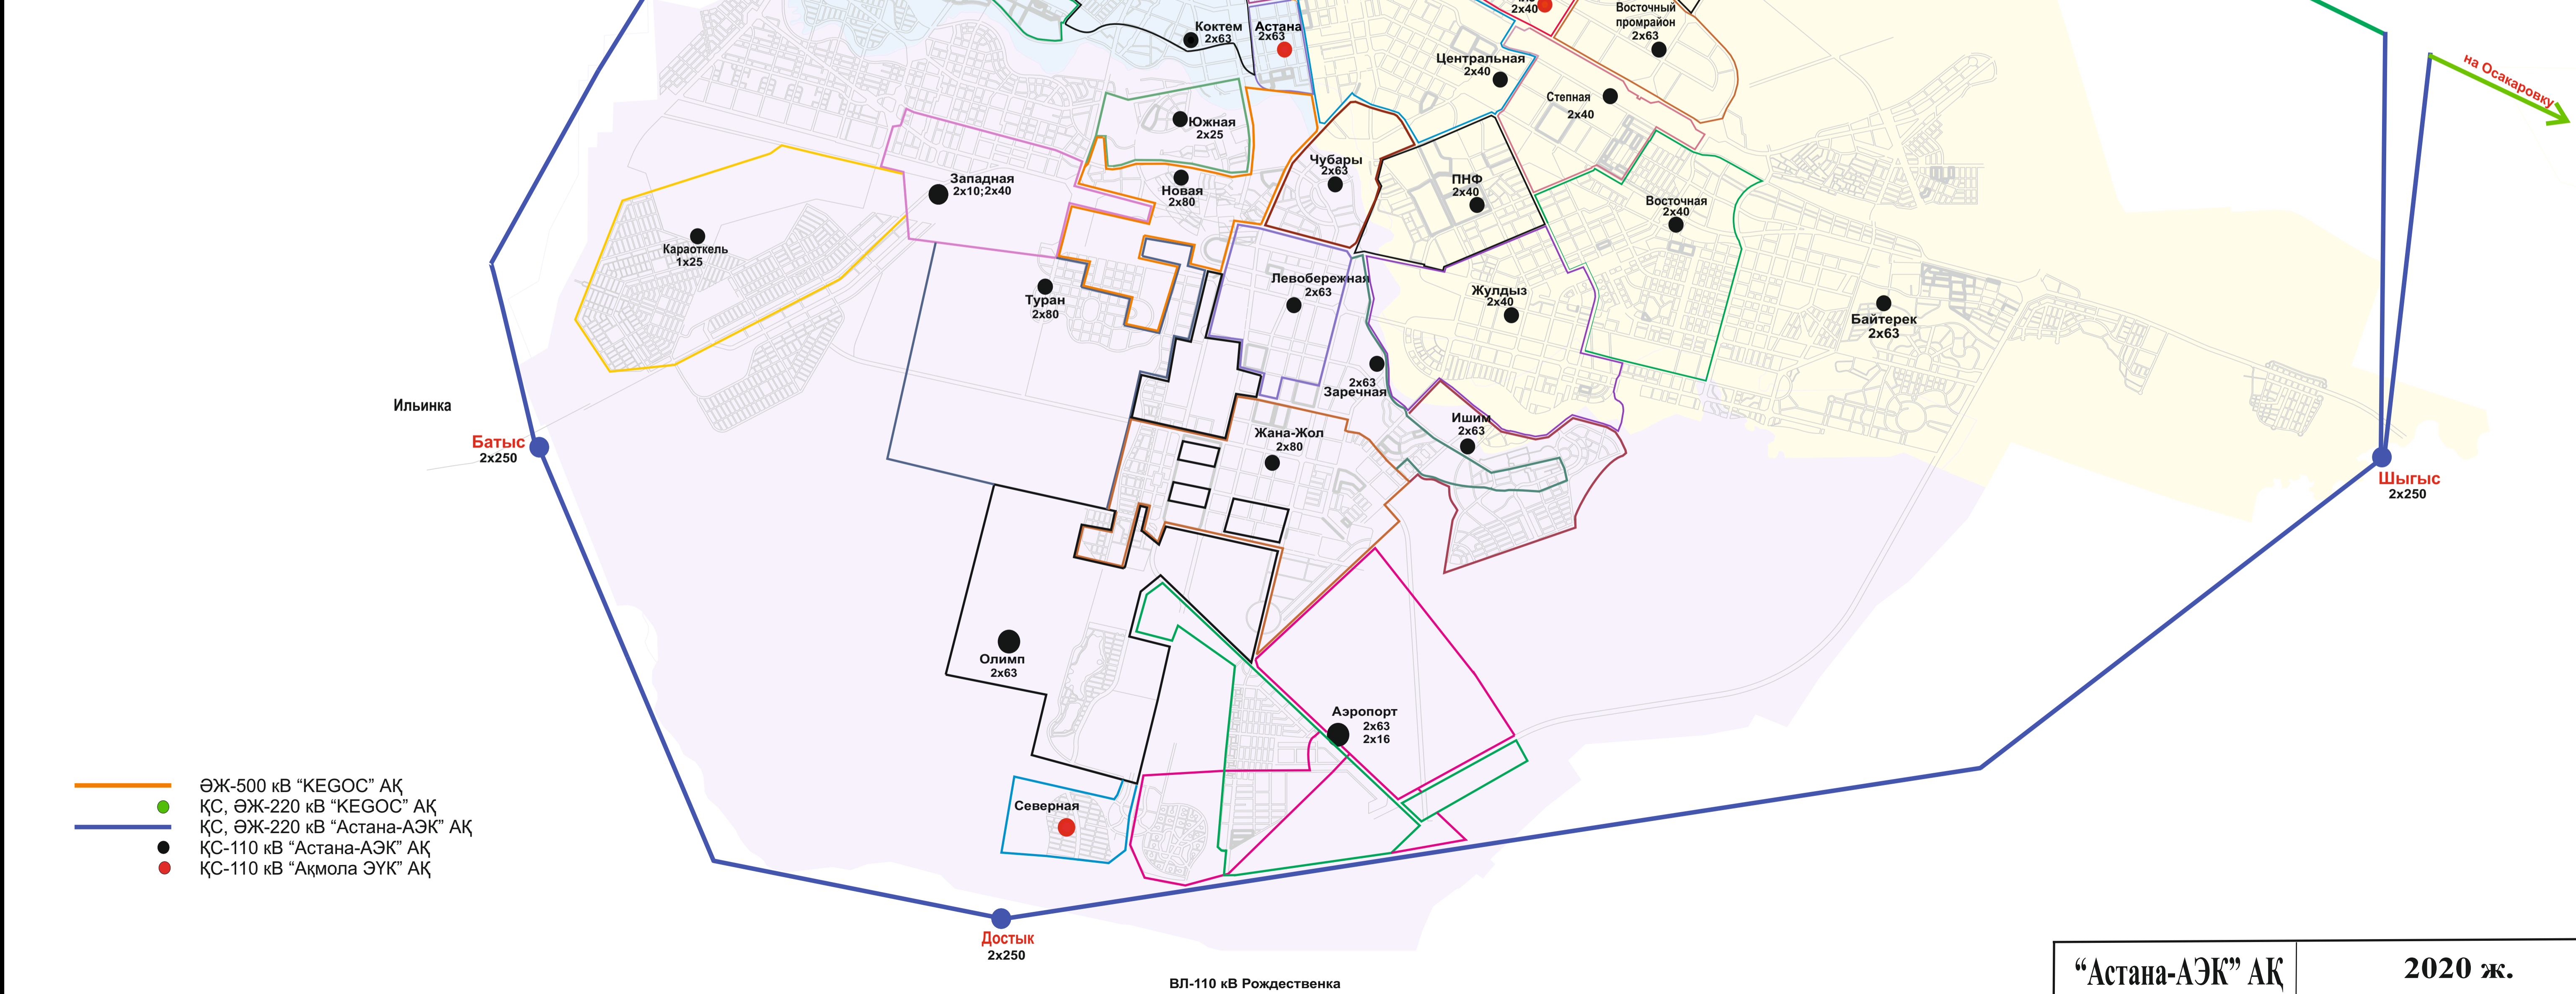 2x40
Восточный
промрайон
2x63
Коктем
2x63
Астана
2x63
Центральная
2x40
на Осакаровку
Степная
2x40
Южная
2x25
Чубары
2x63
Западная
2x10;2x40
Новая
2x80
ПНФ
2x40
Восточная
2x40
Караоткель
1x25
Туран
2x80
Левобережная
2x63
Жулдыз
2x40
Байтерек
2x63
2x63
Заречная
Ильинка
Батыс
2x250
Ишим
2x63
Жана-Жол
2x80
Шыгыс
2x250
Олимп
2x63
Аэропорт
2x63
2x16
Северная
ӘЖ-500 кВ “KEGOC” АҚ
ҚС, ӘЖ-220 кВ “KEGOC” АҚ
ҚС, ӘЖ-220 кВ “Астана-АЭК” АҚ
ҚС-110 кВ “Астана-АЭК” АҚ
ҚС-110 кВ “Ақмола ЭҮК” АҚ
Достык
2x250
ВЛ-110 кВ Рождественка
“Астана-АЭК” АҚ
2020 ж.